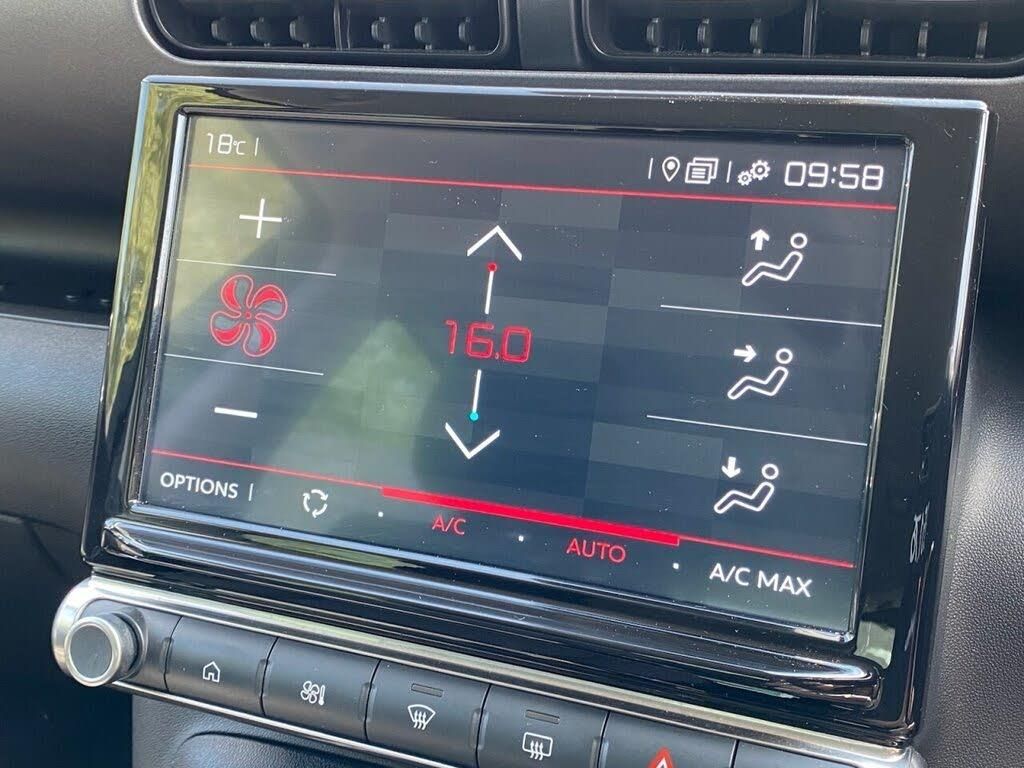 18°C
09:58
16.0
OPTIONS
A/C
AUTO
A/C MAX